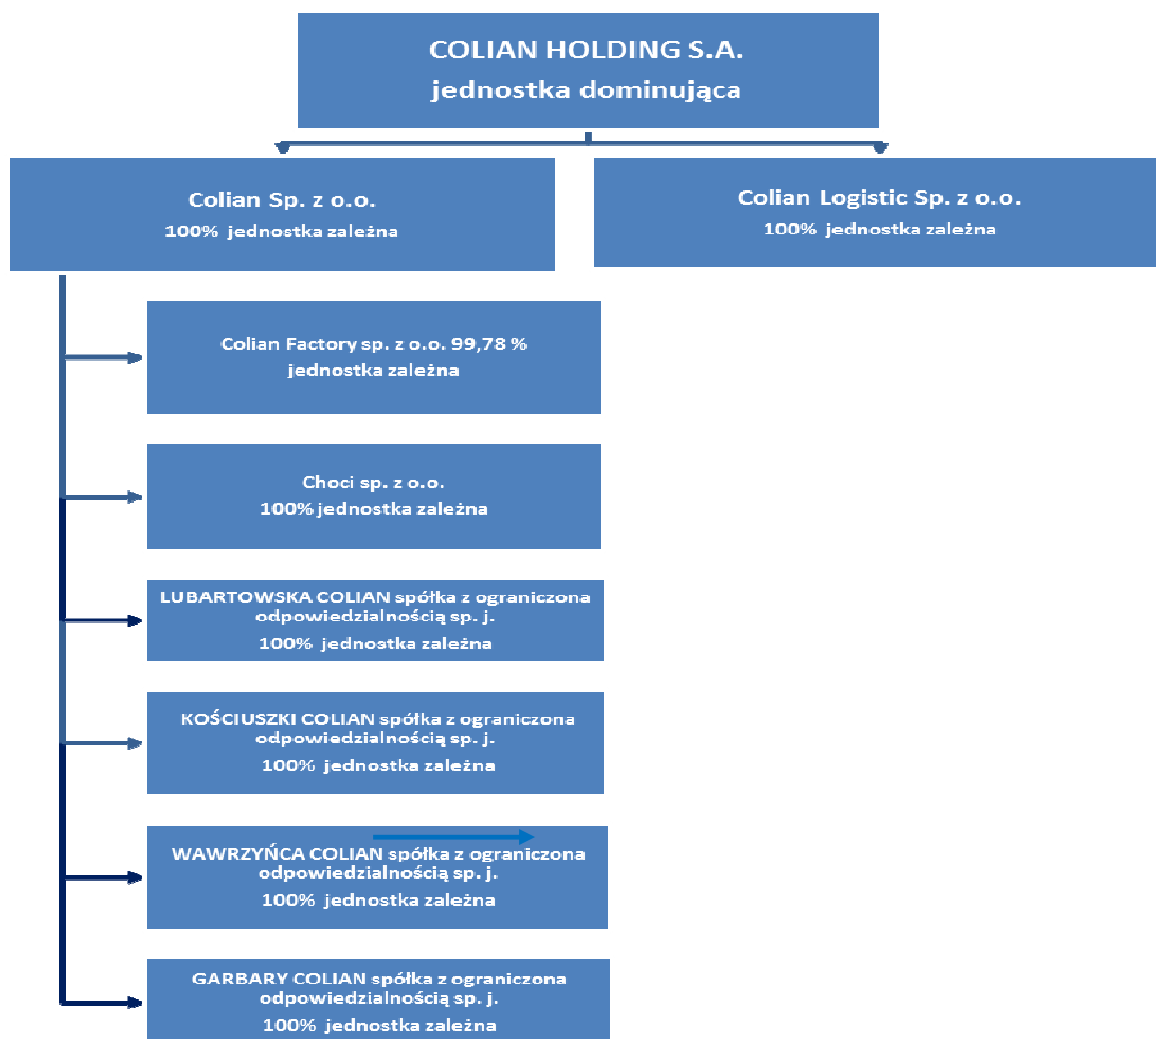 COLIAN HOLDING S.A.
jednostka dominująca
Colian Sp. z o.o.
100% jednostka zależna
Colian Logistic Sp. z o.o.
100% jednostka zależna
Colian Factory sp. z o.o. 99,78 %
jednostka zależna
Choci sp. z o.o.
100% jednostka zależna
LUBARTOWSKA COLIAN spółka z ograniczona
odpowiedzialnością sp. j.
100% jednostka zależna
KOŚCIUSZKI COLIAN spółka z ograniczona
odpowiedzialnością sp. j.
100% jednostka zależna
WAWRZYŃCA COLIAN spółka z ograniczona
odpowiedzialnością sp. j.
100% jednostka zależna
GARBARY COLIAN spółka z ograniczona
odpowiedzialnością sp. j.
100% jednostka zależna